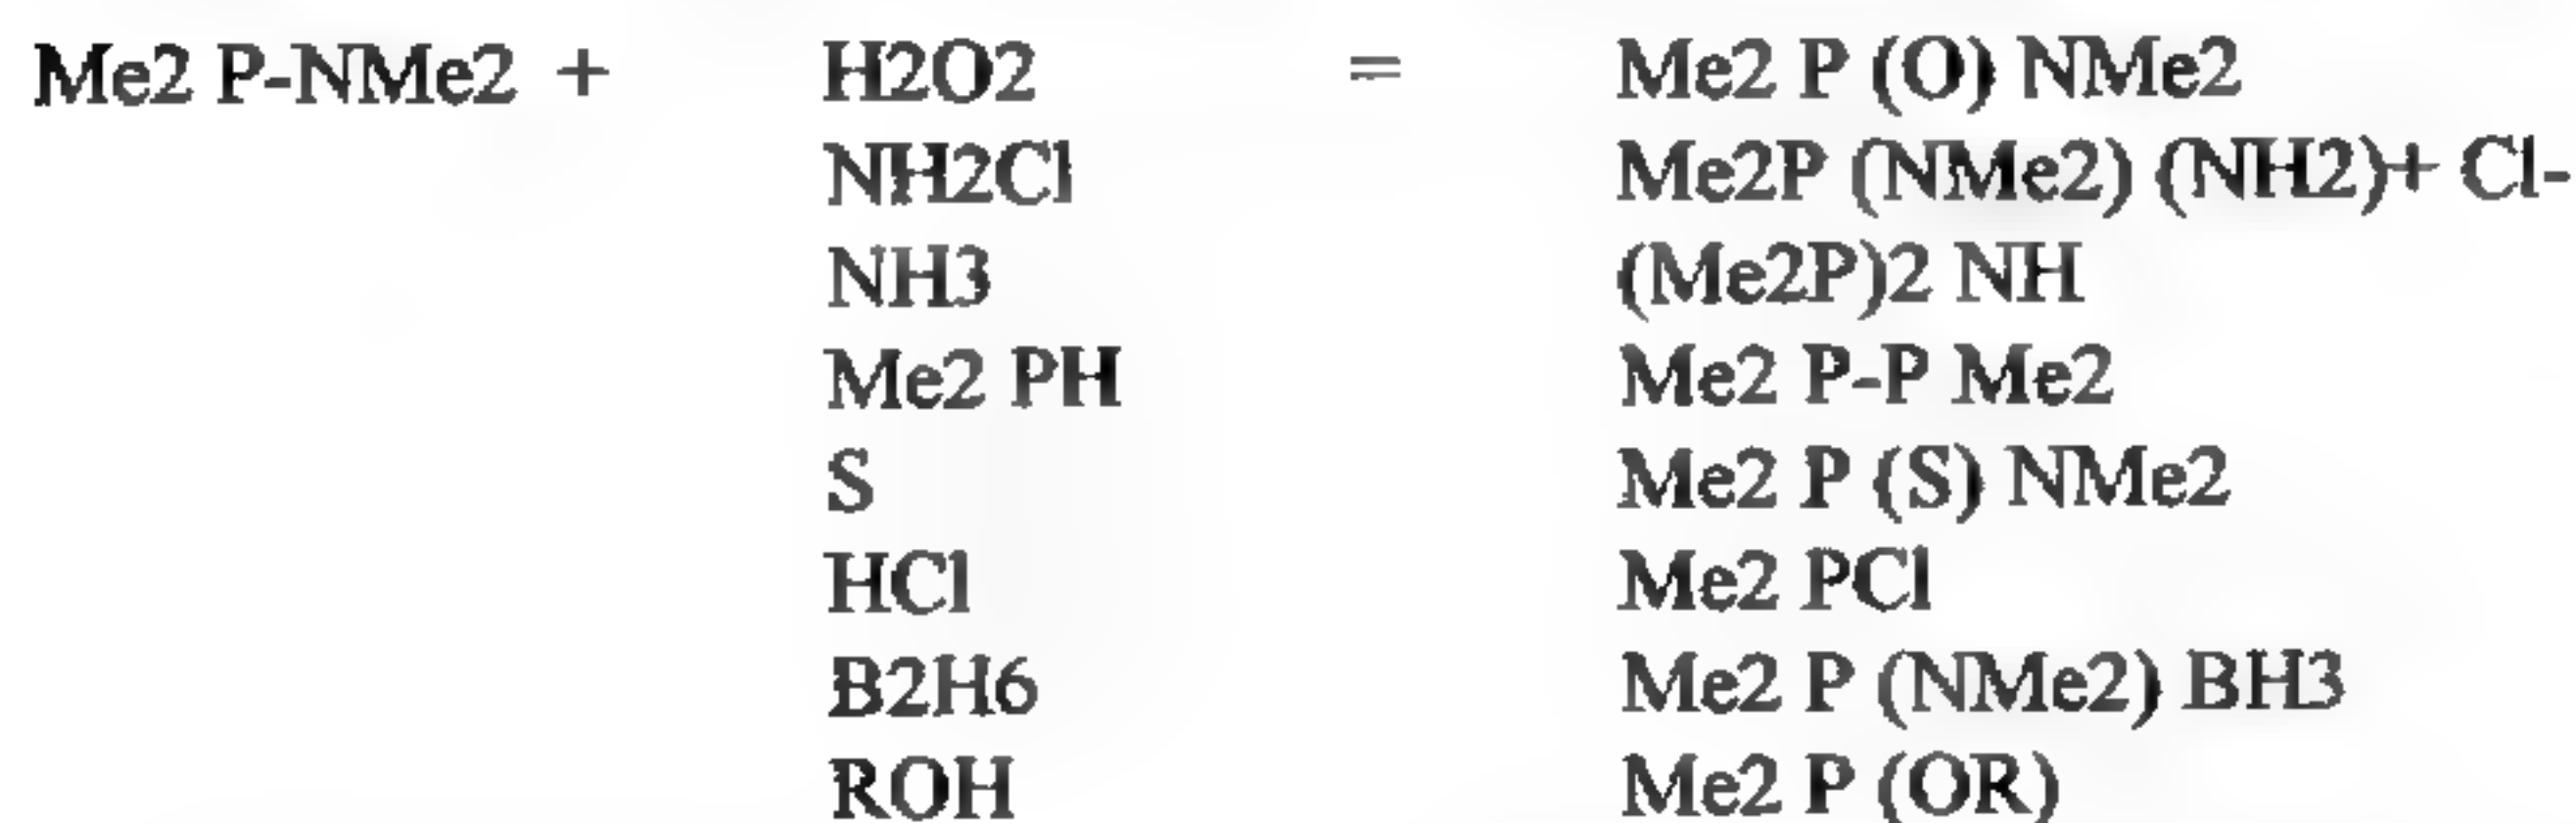 Me2 P-NMe2 + H2O2 = Me2 P (O) NMe2
NH2Cl Me2P (NMe2) (NH2)+ Cl-
NH3 (Me2P)2 NH
Me2 PH Me2 P-P Me2
S Me2 P (S) NMe2
HCl Me2 PCl
B2H6 Me2 P (NMe2) BH3
ROH Me2 P (OR)